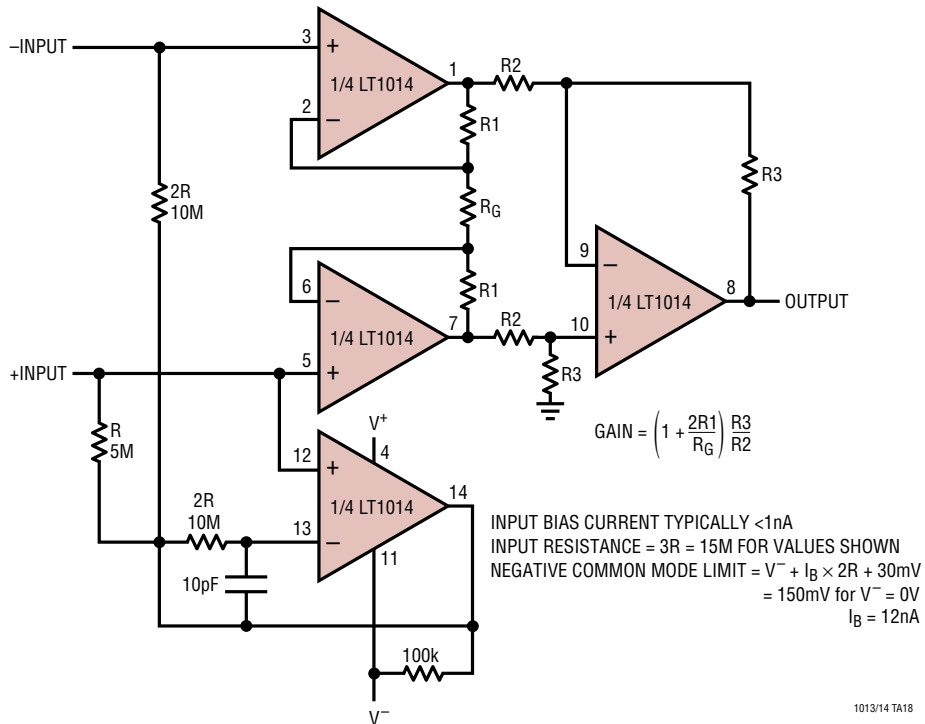 –INPUT
3
+
1/4 LT1014
2
–
1
R2
R1
RG
R1
R3
2R
10M
6
–
1/4 LT1014
7
5
+
R2
R3
9
–
1/4 LT1014
10
+
8
OUTPUT
+INPUT
R
5M
GAIN = (1 + 2R1/RG) R3/R2
V+
4
12
+
1/4 LT1014
14
13
–
11
2R
10M
10pF
100k
V–
INPUT BIAS CURRENT TYPICALLY <1nA
INPUT RESISTANCE = 3R = 15M FOR VALUES SHOWN
NEGATIVE COMMON MODE LIMIT = V– + IB × 2R + 30mV
= 150mV for V– = 0V
IB = 12nA
1013/14 TA18